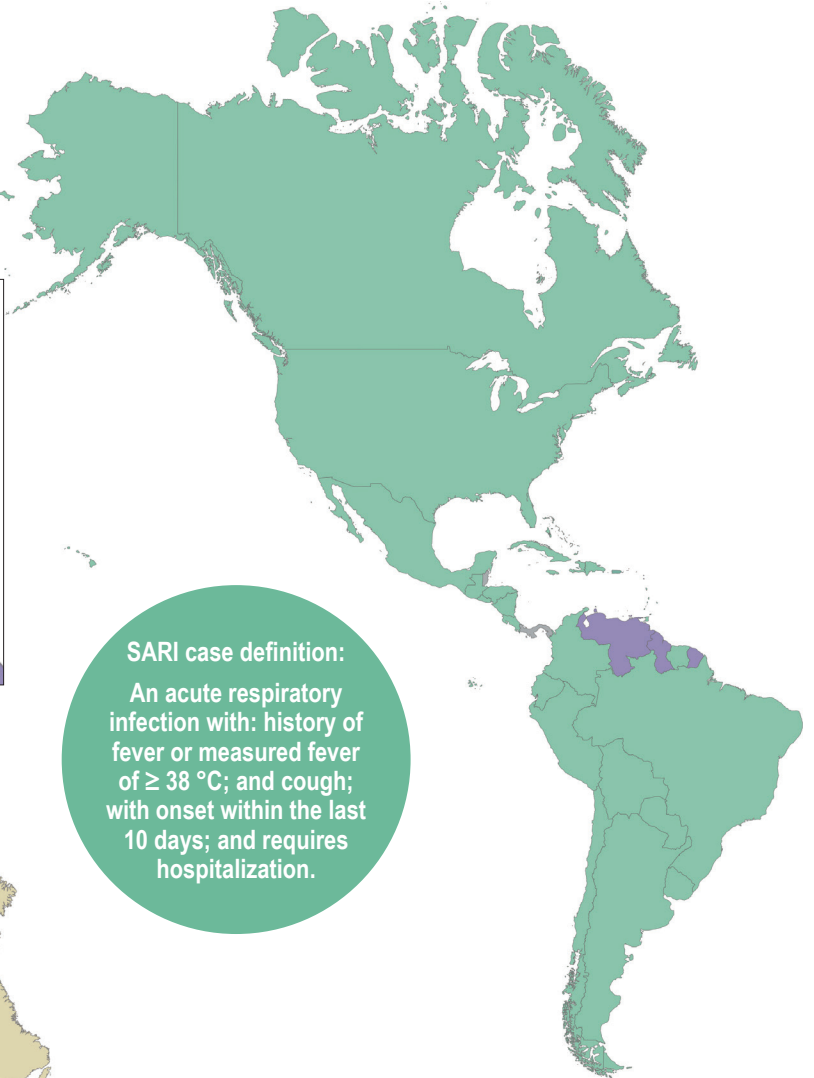 SARI case definition:
An acute respiratory
infection with: history of
fever or measured fever
of ≥ 38 °C; and cough;
with onset within the last
10 days; and requires
hospitalization.